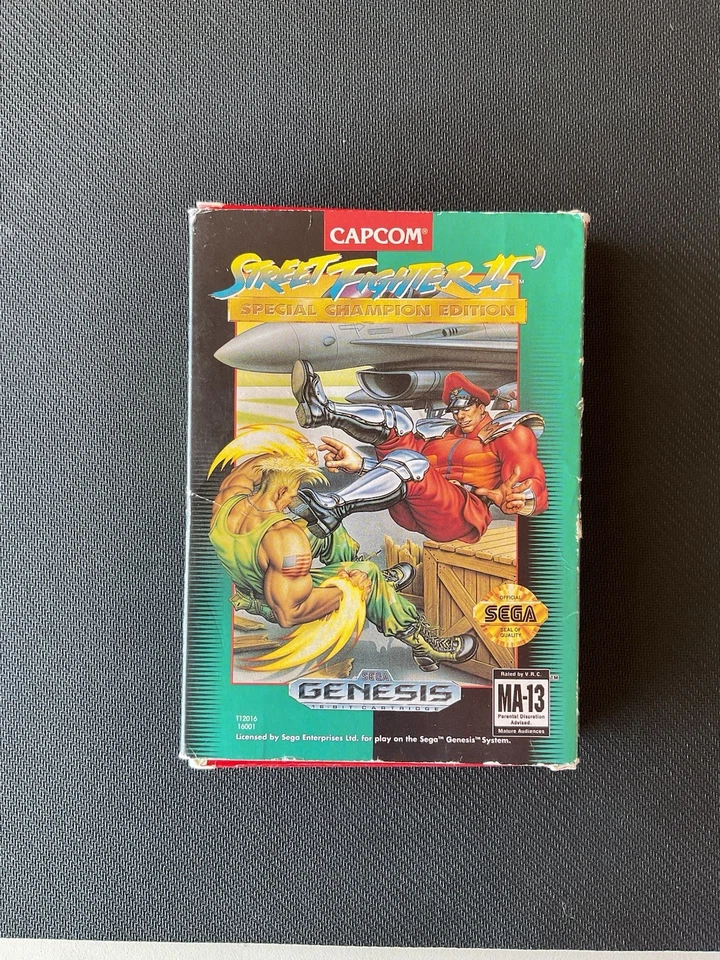 CAPCOM®
STREET FIGHTER II'
TM
SPECIAL CHAMPION EDITION
OFFICIAL
SEGA
SEAL OF
QUALITY
SEGA
GENESIS
16-BIT CARTRIDGE
T12016
16001
Rated by V.R.C.
TM
MA-13
Parental Discretion
Advised.
Mature Audiences
Licensed by Sega Enterprises Ltd. for play on the Sega™ Genesis™ System.